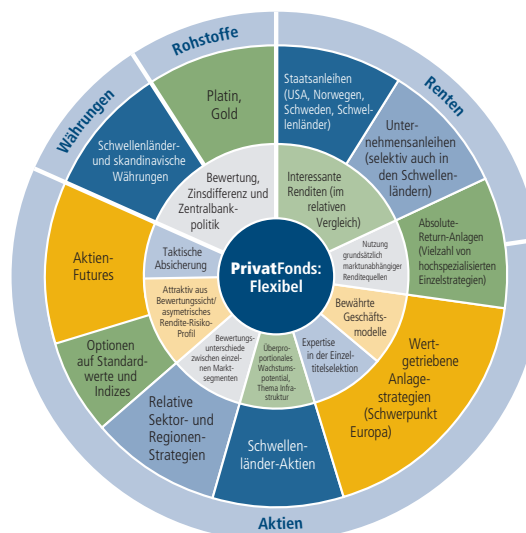 Rohstoffe
Renten
Währungen
Aktien
Staatsanleihen
(USA, Norwegen,
Schweden, Schwel-
lenländer)
Unter-
nehmensanleihen
(selektiv auch in
den Schwellen-
ländern)
Absolute-
Return-Anlagen
(Vielzahl von
hochspezialisierten
Einzelstrategien)
Wert-
getriebene
Anlage-
strategien
(Schwerpunkt
Europa)
Schwellen-
länder-Aktien
Relative
Sektor- und
Regionen-
Strategien
Optionen
auf Standard-
werte und
Indizes
Aktien-
Futures
Schwellenländer-
und skandinavische
Währungen
Platin,
Gold
Interessante
Renditen (im
relativen
Vergleich)
Nutzung
grundsätzlich
marktunabhängiger
Renditequellen
Bewährte
Geschäfts-
modelle
Expertise
in der Einzel-
titelselektion
Überpro-
portionales
Wachstums-
potential,
Thema Infra-
struktur
Bewertungs-
unterschiede
zwischen einzel-
nen Markt-
segmenten
Attraktiv aus
Bewertungssicht/
asymetrisches
Rendite-Risiko-
Profil
Taktische
Absicherung
Bewertung,
Zinsdifferenz und
Zentralbank-
politik
PrivatFonds:
Flexibel